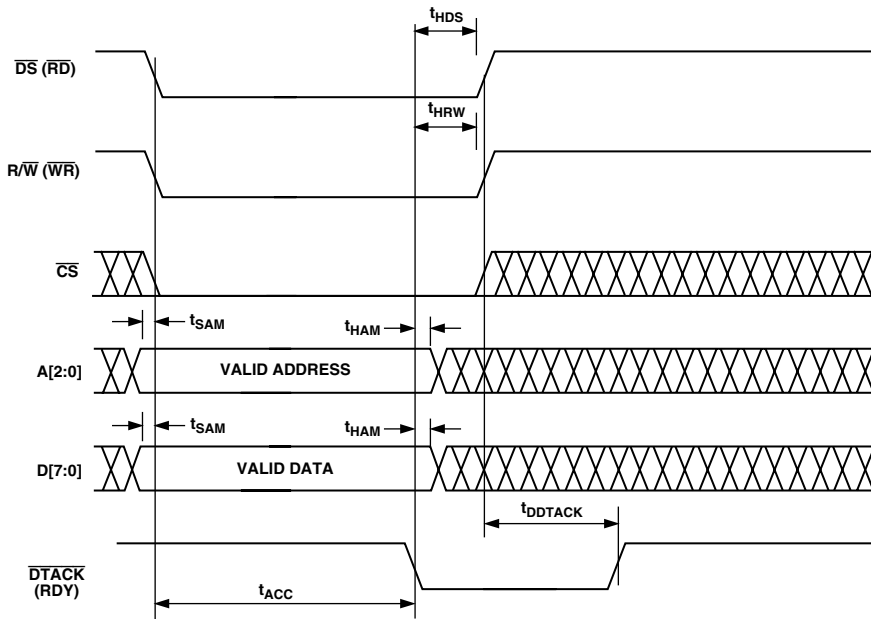 tHDS
DS (RD)
tHRW
R/W (WR)
CS
tSAM
tHAM
A[2:0]
VALID ADDRESS
tSAM
tHAM
D[7:0]
VALID DATA
tDDTACK
DTACK
(RDY)
tACC